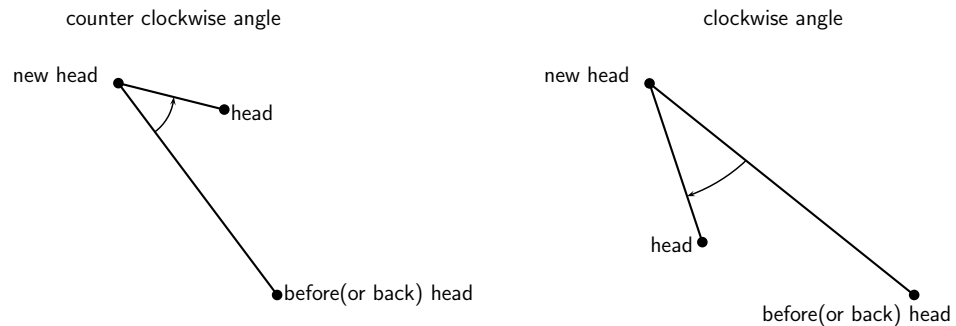 counter clockwise angle
clockwise angle
new head
new head
head
head
before(or back) head
before(or back) head